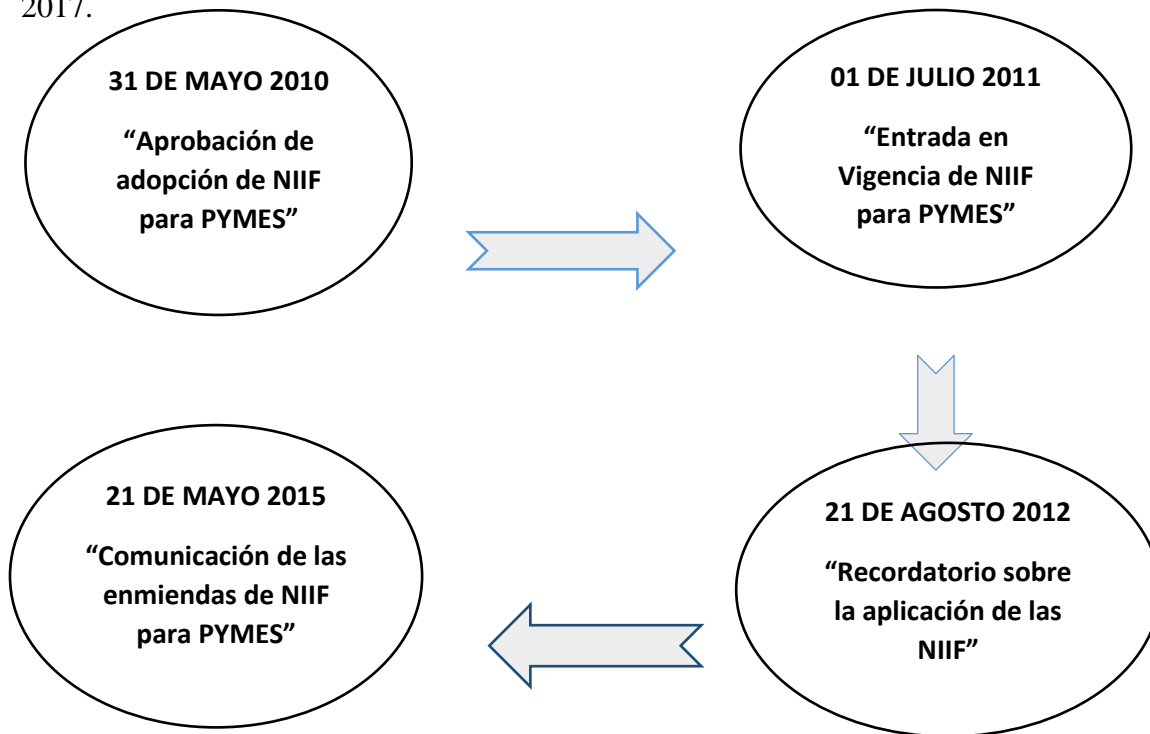 2017.
31 DE MAYO 2010
“Aprobación de
adopción de NIIF
para PYMES”
01 DE JULIO 2011
“Entrada en
Vigencia de NIIF
para PYMES”
21 DE AGOSTO 2012
“Recordatorio sobre
la aplicación de las
NIIF”
21 DE MAYO 2015
“Comunicación de las
enmiendas de NIIF
para PYMES”